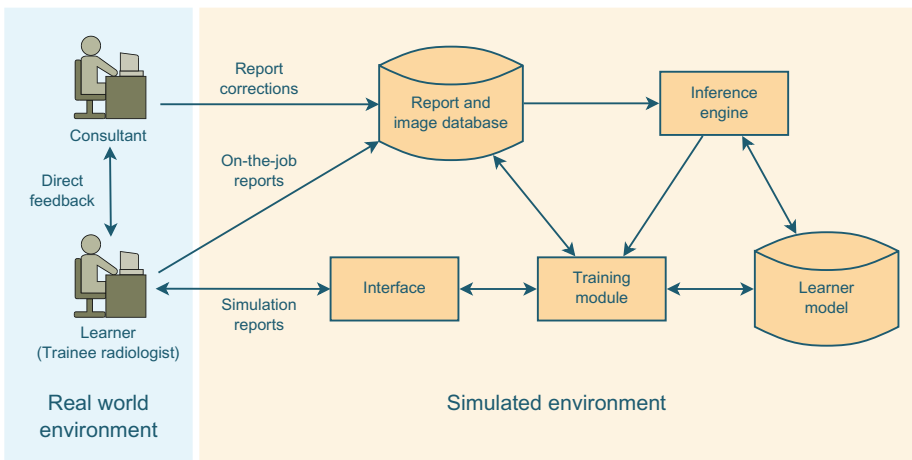 Report
corrections
Report and
image database
Inference
engine
Consultant
On-the-job
reports
Direct
feedback
Interface
Training
module
Learner
model
Simulation
reports
Learner
(Trainee radiologist)
Real world
environment
Simulated environment